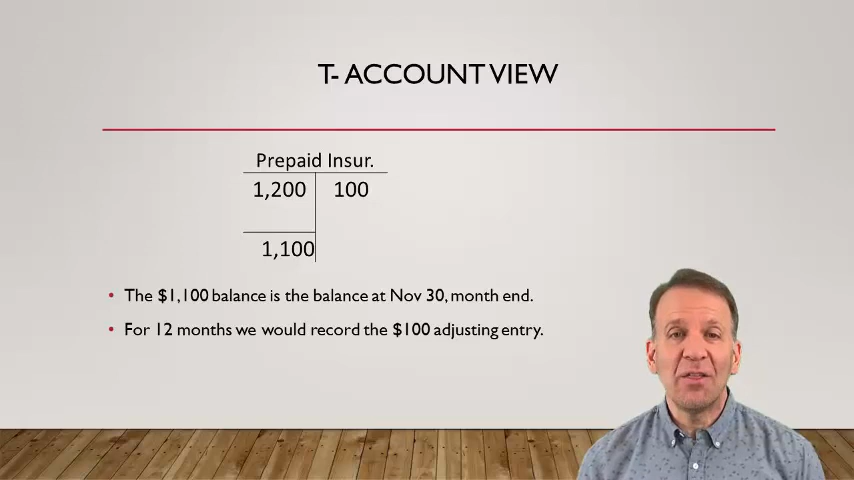 T- ACCOUNT VIEW
Prepaid Insur.
1,200 100
1,100
• The $1,100 balance is the balance at Nov 30, month end.
• For 12 months we would record the $100 adjusting entry.